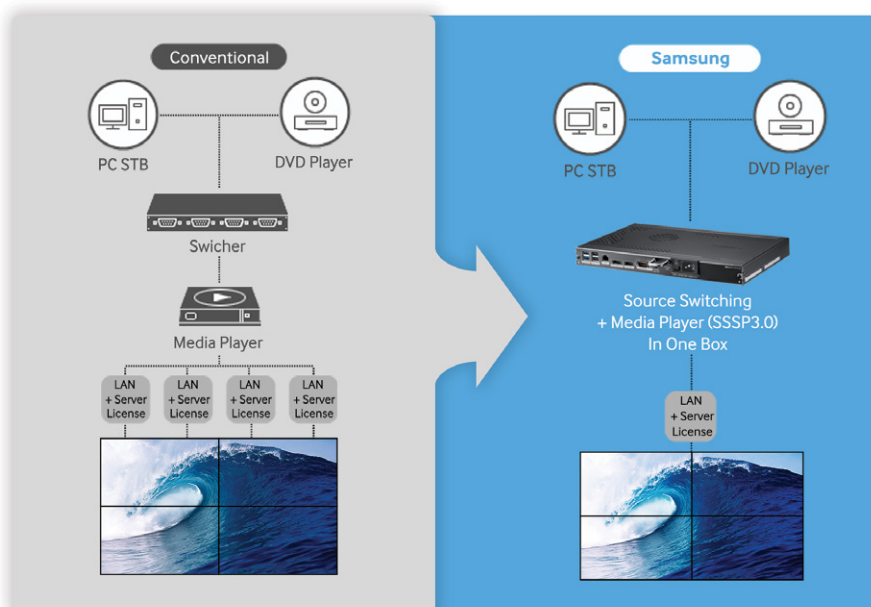 Conventional
PC STB
DVD Player
Swicher
Media Player
LAN
+ Server
License
LAN
+ Server
License
LAN
+ Server
License
LAN
+ Server
License
Samsung
PC STB
DVD Player
Source Switching
+ Media Player (SSSP3.0)
In One Box
LAN
+ Server
License